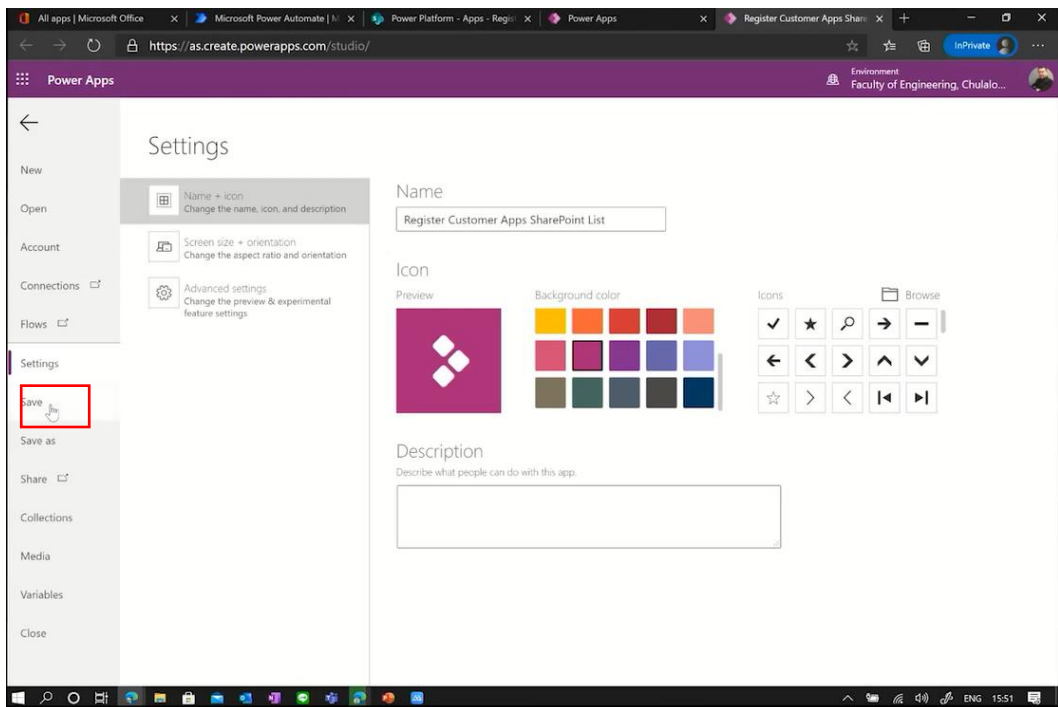 All apps | Microsoft Office
Microsoft Power Automate | M
Power Platform - Apps - Regist
Power Apps
Register Customer Apps Share
https://as.create.powerapps.com/studio/
InPrivate
Power Apps
Environment
Faculty of Engineering, Chulalo...
Settings
New
Open
Account
Connections
Flows
Settings
Save
Save as
Share
Collections
Media
Variables
Close
Name + icon
Change the name, icon, and description
Screen size + orientation
Change the aspect ratio and orientation
Advanced settings
Change the preview & experimental
feature settings
Name
Register Customer Apps SharePoint List
Icon
Preview
Background color
Icons
Browse
Description
Describe what people can do with this app.
ENG
15:51